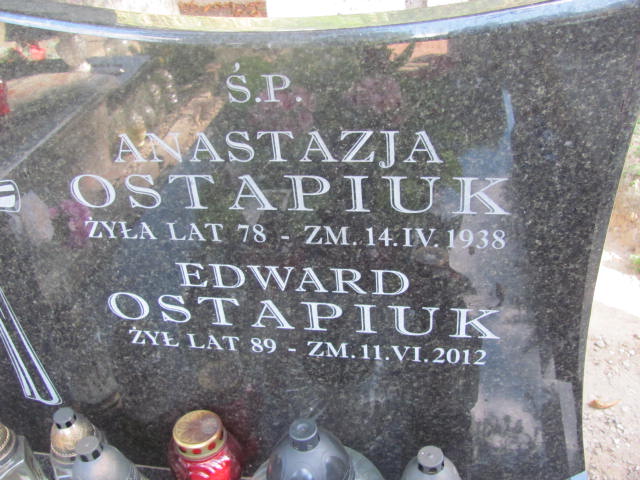 Ś.P.
ANASTAZJA
OSTAPIUK
ŻYŁA LAT 78 - ZM. 14.IV.1938
EDWARD
OSTAPIUK
ŻYŁ LAT 89 - ZM. 11.VI.2012